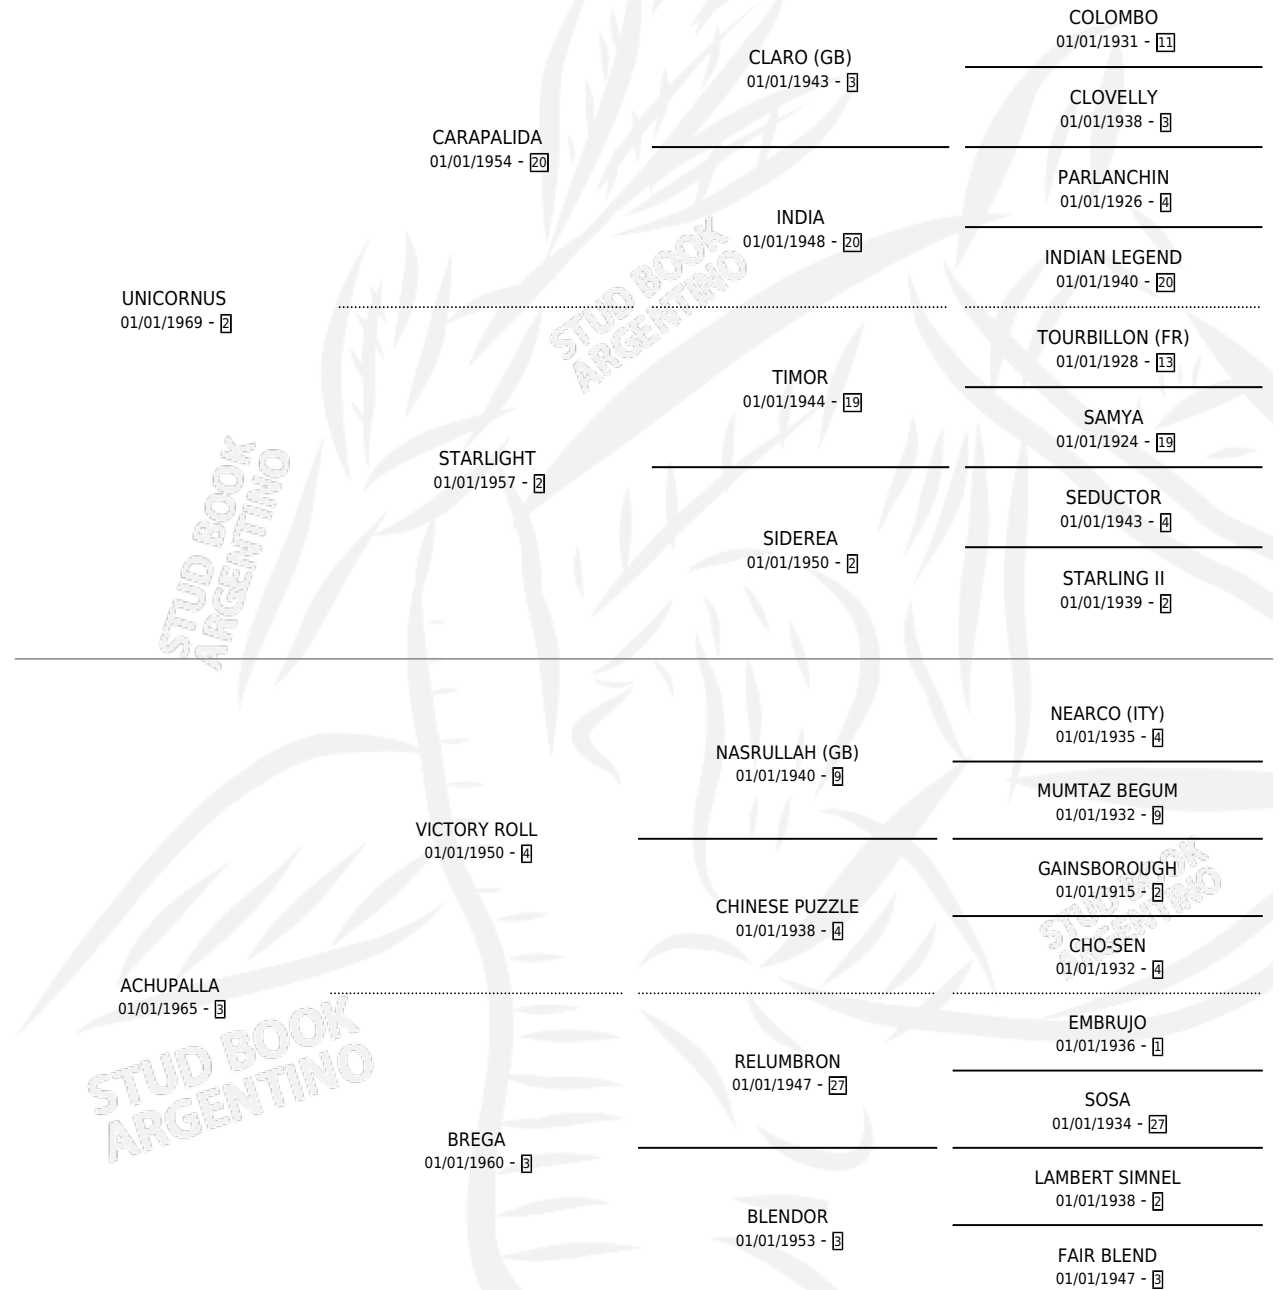 COLOMBO
01/01/1931 - 11
CLARO (GB)
01/01/1943 - 3
CLOVELLY
01/01/1938 - 3
CARAPALIDA
01/01/1954 - 20
PARLANCHIN
01/01/1926 - 4
INDIA
01/01/1948 - 20
INDIAN LEGEND
01/01/1940 - 20
UNICORNUS
01/01/1969 - 2
TOURBILLON (FR)
01/01/1928 - 13
TIMOR
01/01/1944 - 19
SAMYA
01/01/1924 - 19
STARLIGHT
01/01/1957 - 2
SEDUCTOR
01/01/1943 - 4
SIDEREA
01/01/1950 - 2
STARLING II
01/01/1939 - 2
STUD BOOK
ARGENTINO
STUD BOOK
ARGENTINO
NEARCO (ITY)
01/01/1935 - 4
NASRULLAH (GB)
01/01/1940 - 9
MUMTAZ BEGUM
01/01/1932 - 9
VICTORY ROLL
01/01/1950 - 4
GAINSBOROUGH
01/01/1915 - 2
CHINESE PUZZLE
01/01/1938 - 4
CHO-SEN
01/01/1932 - 4
ACHUPALLA
01/01/1965 - 3
EMBRUJO
01/01/1936 - 1
RELUMBRON
01/01/1947 - 27
SOSA
01/01/1934 - 27
BREGA
01/01/1960 - 3
LAMBERT SIMNEL
01/01/1938 - 2
BLENDOR
01/01/1953 - 3
FAIR BLEND
01/01/1947 - 3
STUD BOOK
ARGENTINO
STUD BOOK
ARGENTINO